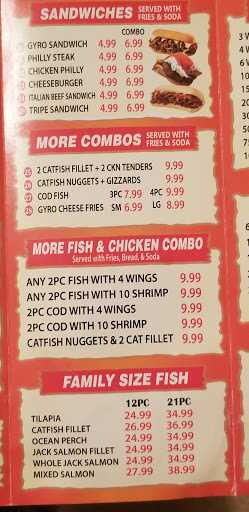 SANDWICHES SERVED WITH FRIES & SODA
COMBO
GYRO SANDWICH 4.99 6.99
PHILLY STEAK 4.99 6.99
CHICKEN PHILLY 4.99 6.99
CHEESEBURGER 4.99 6.99
ITALIAN BEEF SANDWICH 4.99 6.99
TRIPE SANDWICH 4.99 6.99
MORE COMBOS SERVED WITH FRIES & SODA
25 2 CATFISH FILLET + 2 CKN TENDERS 9.99
26 CATFISH NUGGETS + GIZZARDS 9.99
27 COD FISH 3PC 7.99 4PC 9.99
28 GYRO CHEESE FRIES SM 6.99 LG 8.99
MORE FISH & CHICKEN COMBO
Served with Fries, Bread, & Soda
ANY 2PC FISH WITH 4 WINGS 9.99
ANY 2PC FISH WITH 10 SHRIMP 9.99
2PC COD WITH 4 WINGS 9.99
2PC COD WITH 10 SHRIMP 9.99
CATFISH NUGGETS & 2 CAT FILLET 9.99
FAMILY SIZE FISH
12PC 21PC
TILAPIA 24.99 34.99
CATFISH FILLET 26.99 36.99
OCEAN PERCH 24.99 34.99
JACK SALMON FILLET 24.99 34.99
WHOLE JACK SALMON 24.99 34.99
MIXED SALMON 27.99 38.99